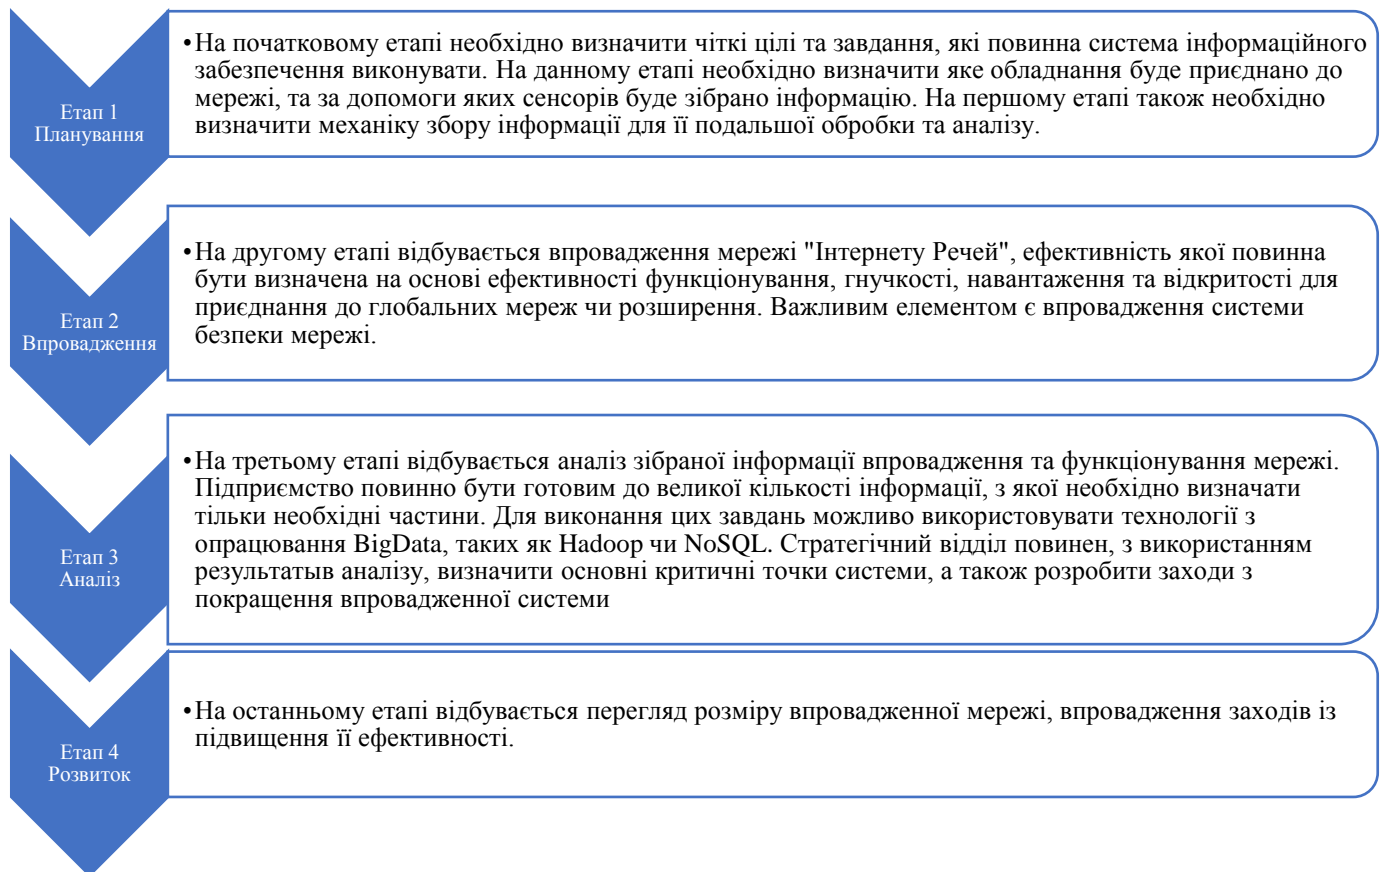 Етап 1
Планування
•На початковому етапі необхідно визначити чіткі цілі та завдання, які повинна система інформаційного
забезпечення виконувати. На данному етапі необхідно визначити яке обладнання буде приєднано до
мережі, та за допомоги яких сенсорів буде зібрано інформацію. На першому етапі також необхідно
визначити механіку збору інформації для її подальшої обробки та аналізу.
Етап 2
Впровадження
•На другому етапі відбувається впровадження мережі "Інтернету Речей", ефективність якої повинна
бути визначена на основі ефективності функціонування, гнучкості, навантаження та відкритості для
приєднання до глобальних мереж чи розширення. Важливим елементом є впровадження системи
безпеки мережі.
Етап 3
Аналіз
•На третьому етапі відбувається аналіз зібраної інформації впровадження та функціонування мережі.
Підприємство повинно бути готовим до великої кількості інформації, з якої необхідно визначати
тільки необхідні частини. Для виконання цих завдань можливо використовувати технології з
опрацювання BigData, таких як Hadoop чи NoSQL. Стратегічний відділ повинен, з використанням
результатыв аналізу, визначити основні критичні точки системи, а також розробити заходи з
покращення впровадженної системи
Етап 4
Розвиток
•На останньому етапі відбувається перегляд розміру впровадженної мережі, впровадження заходів із
підвищення її ефективності.